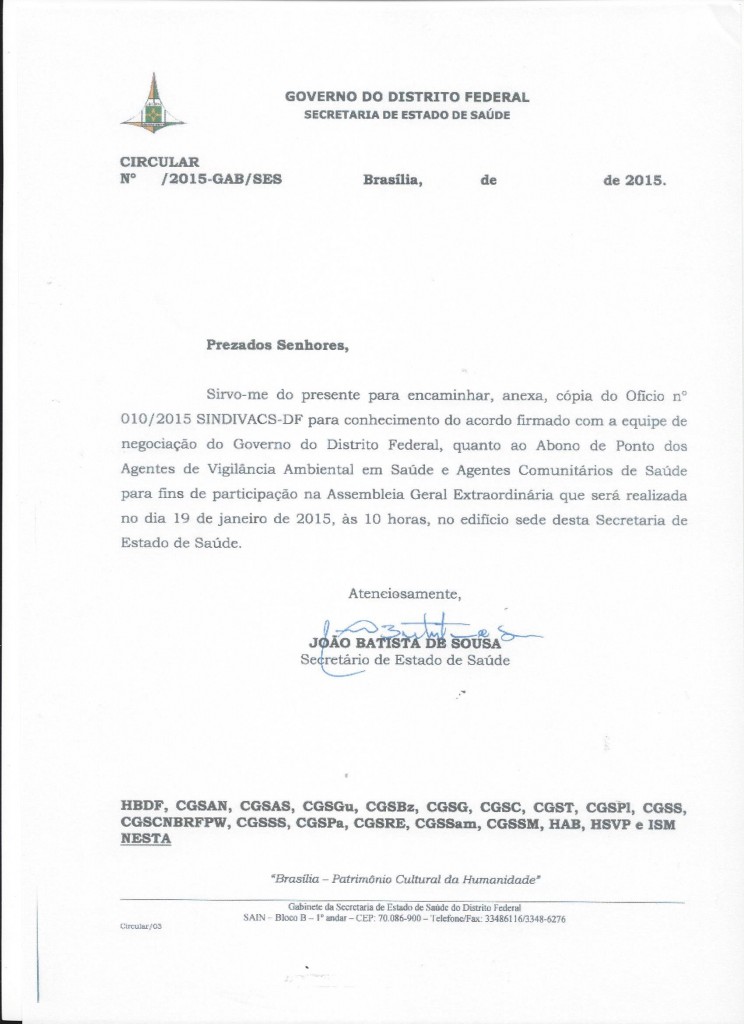 GOVERNO DO DISTRITO FEDERAL
SECRETARIA DE ESTADO DE SAÚDE
CIRCULAR
Nº /2015-GAB/SES Brasília, de de 2015.
Prezados Senhores,
Sirvo-me do presente para encaminhar, anexa, cópia do Ofício nº
010/2015 SINDIVACS-DF para conhecimento do acordo firmado com a equipe de
negociação do Governo do Distrito Federal, quanto ao Abono de Ponto dos
Agentes de Vigilância Ambiental em Saúde e Agentes Comunitários de Saúde
para fins de participação na Assembleia Geral Extraordinária que será realizada
no dia 19 de janeiro de 2015, às 10 horas, no edifício sede desta Secretaria de
Estado de Saúde.
Atenciosamente,
JOÃO BATISTA DE SOUSA
Secretário de Estado de Saúde
HBDF, CGSAN, CGSAS, CGSGu, CGSBz, CGSG, CGSC, CGST, CGSPl, CGSS,
CGSCNBRFPW, CGSSS, CGSPa, CGSRE, CGSSam, CGSSM, HAB, HSVP e ISM
NESTA
"Brasília – Patrimônio Cultural da Humanidade"
Gabinete da Secretaria de Estado de Saúde do Distrito Federal
SAIN – Bloco B – 1º andar – CEP: 70.086-900 – Telefone/Fax: 33486116/3348-6276
Circular/03